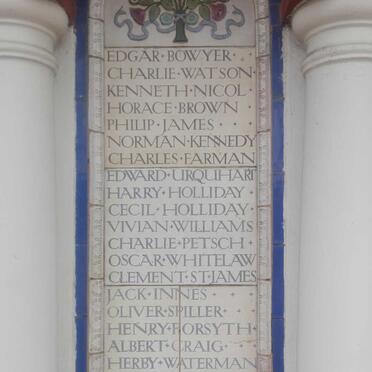 EDGAR·BOWYER
CHARLIE·WATSON
KENNETH·NICOL
HORACE·BROWN
PHILIP·JAMES
NORMAN·KENNEDY
CHARLES·FARMAN
EDWARD·URQUHART
HARRY·HOLLIDAY
CECIL·HOLLIDAY
VIVIAN·WILLIAMS
CHARLIE·PETSCH
OSCAR·WHITELAW
CLEMENT·ST·JAMES
JACK·INNES
OLIVER·SPILLER
HENRY·FORSYTH
ALBERT·CRAIG
HERBY·WATERMAN